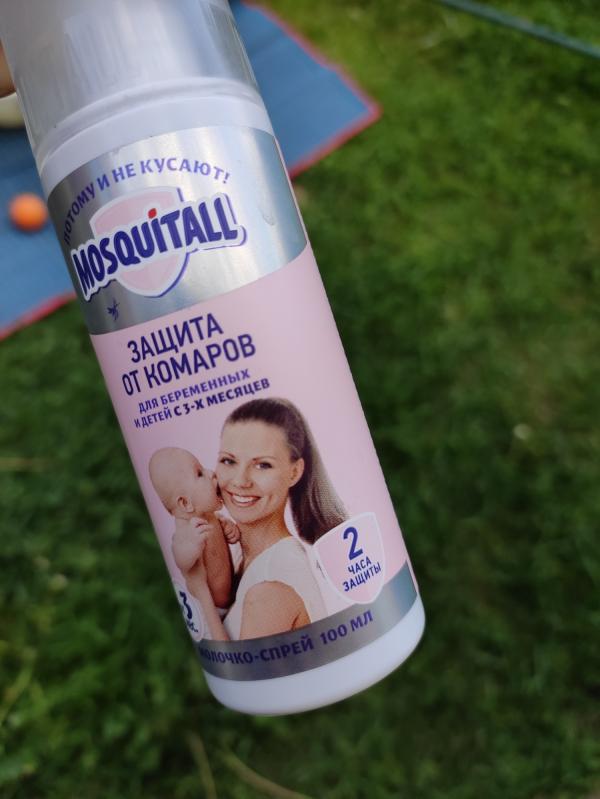 ПОТОМУ И НЕ КУСАЮТ!
MOSQUITALL
ЗАЩИТА
ОТ КОМАРОВ
ДЛЯ БЕРЕМЕННЫХ
И ДЕТЕЙ С 3-Х МЕСЯЦЕВ
2
ЧАСА
ЗАЩИТЫ
3
МОЛОЧКО-СПРЕЙ 100 МЛ